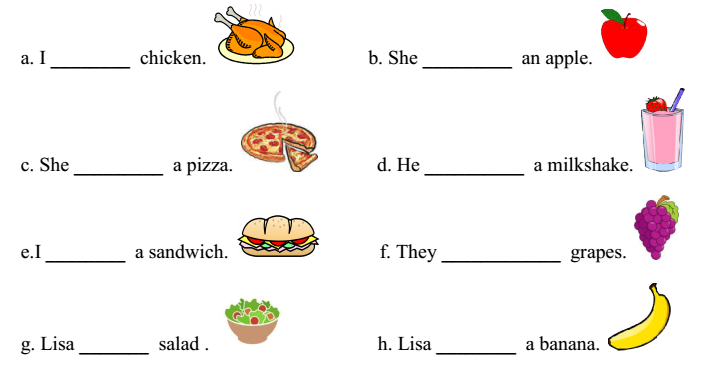 a. I ________ chicken. b. She _________ an apple.
c. She _________ a pizza. d. He __________ a milkshake.
e.I ________ a sandwich. f. They ____________ grapes.
g. Lisa _______ salad . h. Lisa ________ a banana.